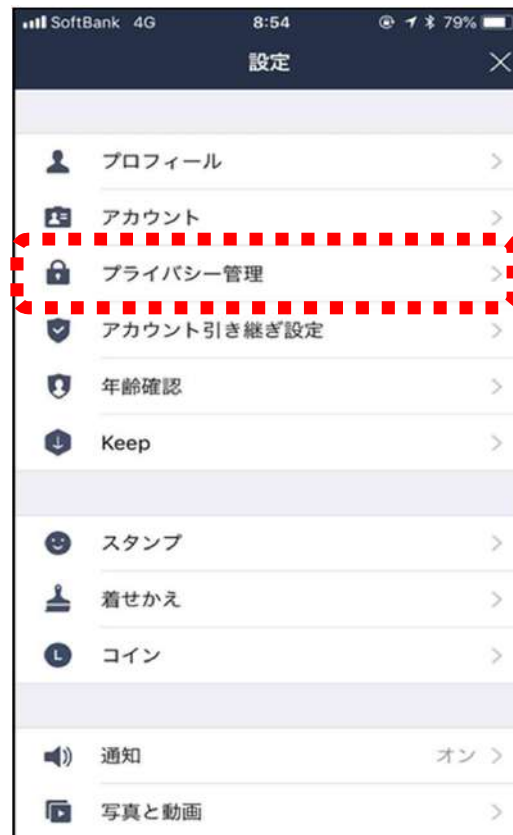 SoftBank 4G 8:54 79%
設定
プロフィール
アカウント
プライバシー管理
アカウント引き継ぎ設定
年齢確認
Keep
スタンプ
着せかえ
L コイン
通知 オン
写真と動画